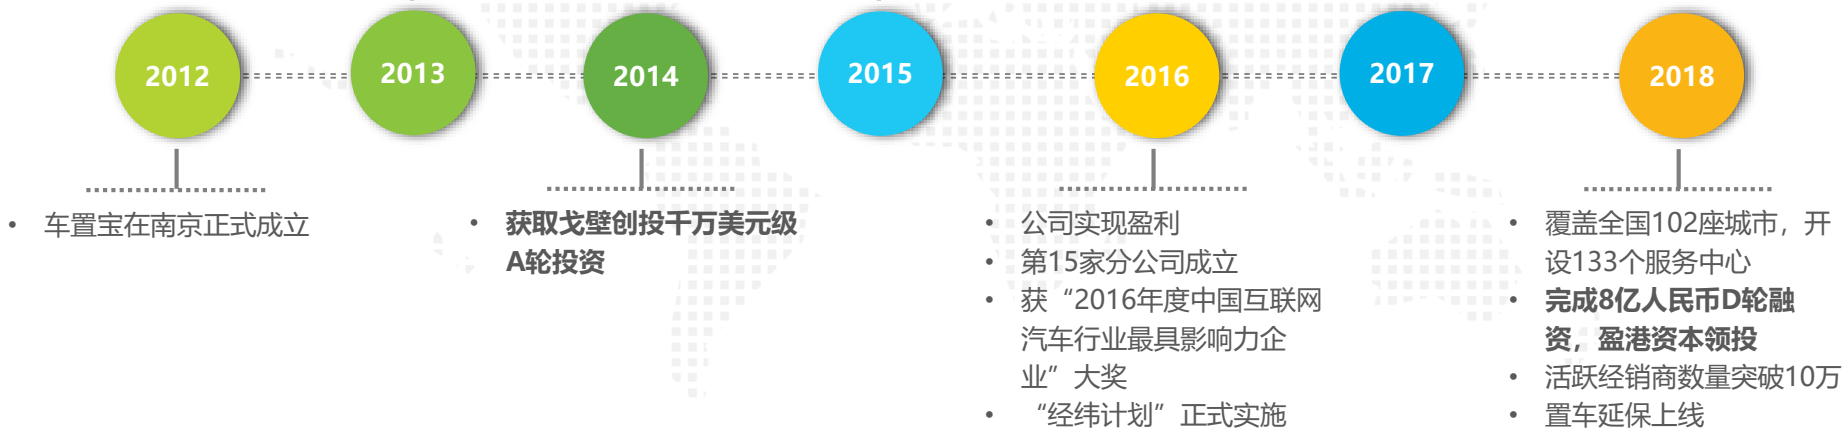 2012
2013
2014
2015
2016
2017
2018
• 车置宝在南京正式成立
• 获取戈壁创投千万美元级
A轮投资
• 公司实现盈利
• 第15家分公司成立
• 获“2016年度中国互联网
汽车行业最具影响力企
业”大奖
• “经纬计划”正式实施
• 覆盖全国102座城市，开
设133个服务中心
• 完成8亿人民币D轮融
资，盈港资本领投
• 活跃经销商数量突破10万
• 置车延保上线